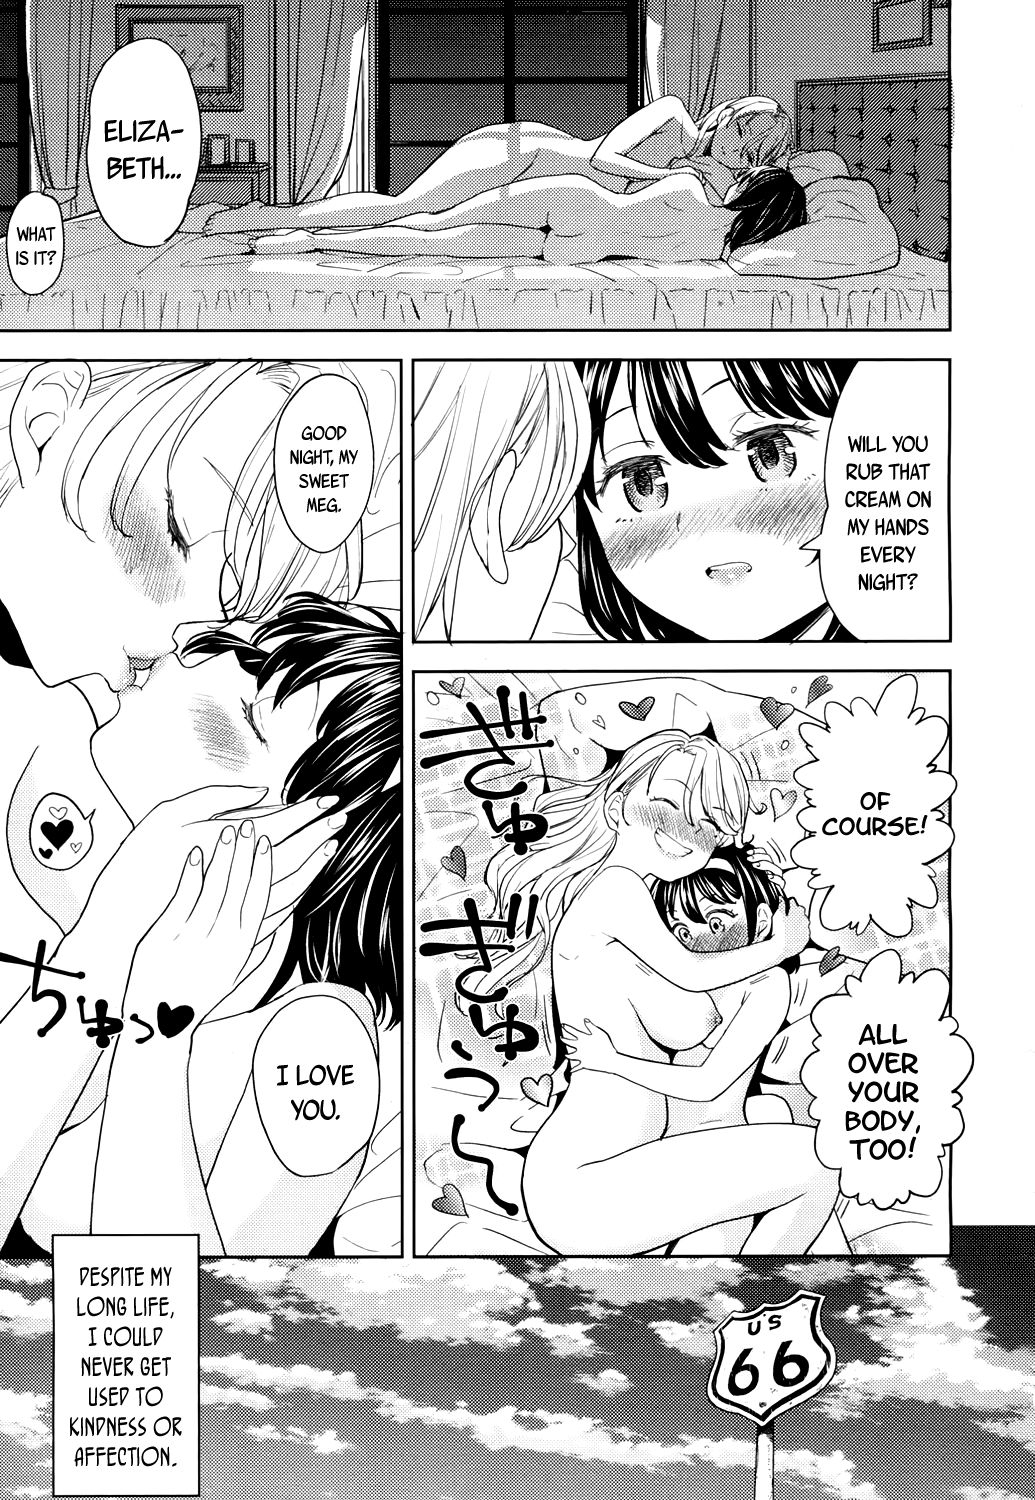 ELIZA-
BETH...
WHAT
IS IT?
WILL YOU
RUB THAT
CREAM ON
MY HANDS
EVERY
NIGHT?
OF
COURSE!
ALL
OVER
YOUR
BODY,
TOO!
ぎゅ
ぎゅう〜
GOOD
NIGHT, MY
SWEET
MEG.
I LOVE
YOU.
ちゅっ♥
DESPITE MY
LONG LIFE,
I COULD
NEVER GET
USED TO
KINDNESS OR
AFFECTION.
US
66